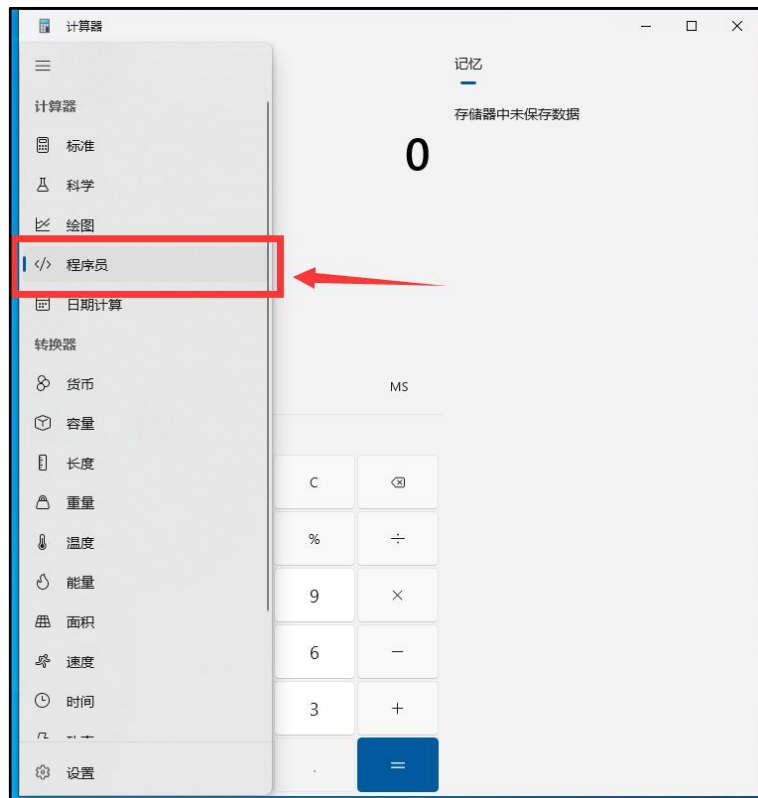 计算器
记忆
计算器
存储器中未保存数据
标准
0
科学
绘图
</> 程序员
日期计算
转换器
货币
MS
容量
长度
C
重量
%
÷
温度
能量
9
×
面积
速度
6
−
时间
3
+
设置
.
=